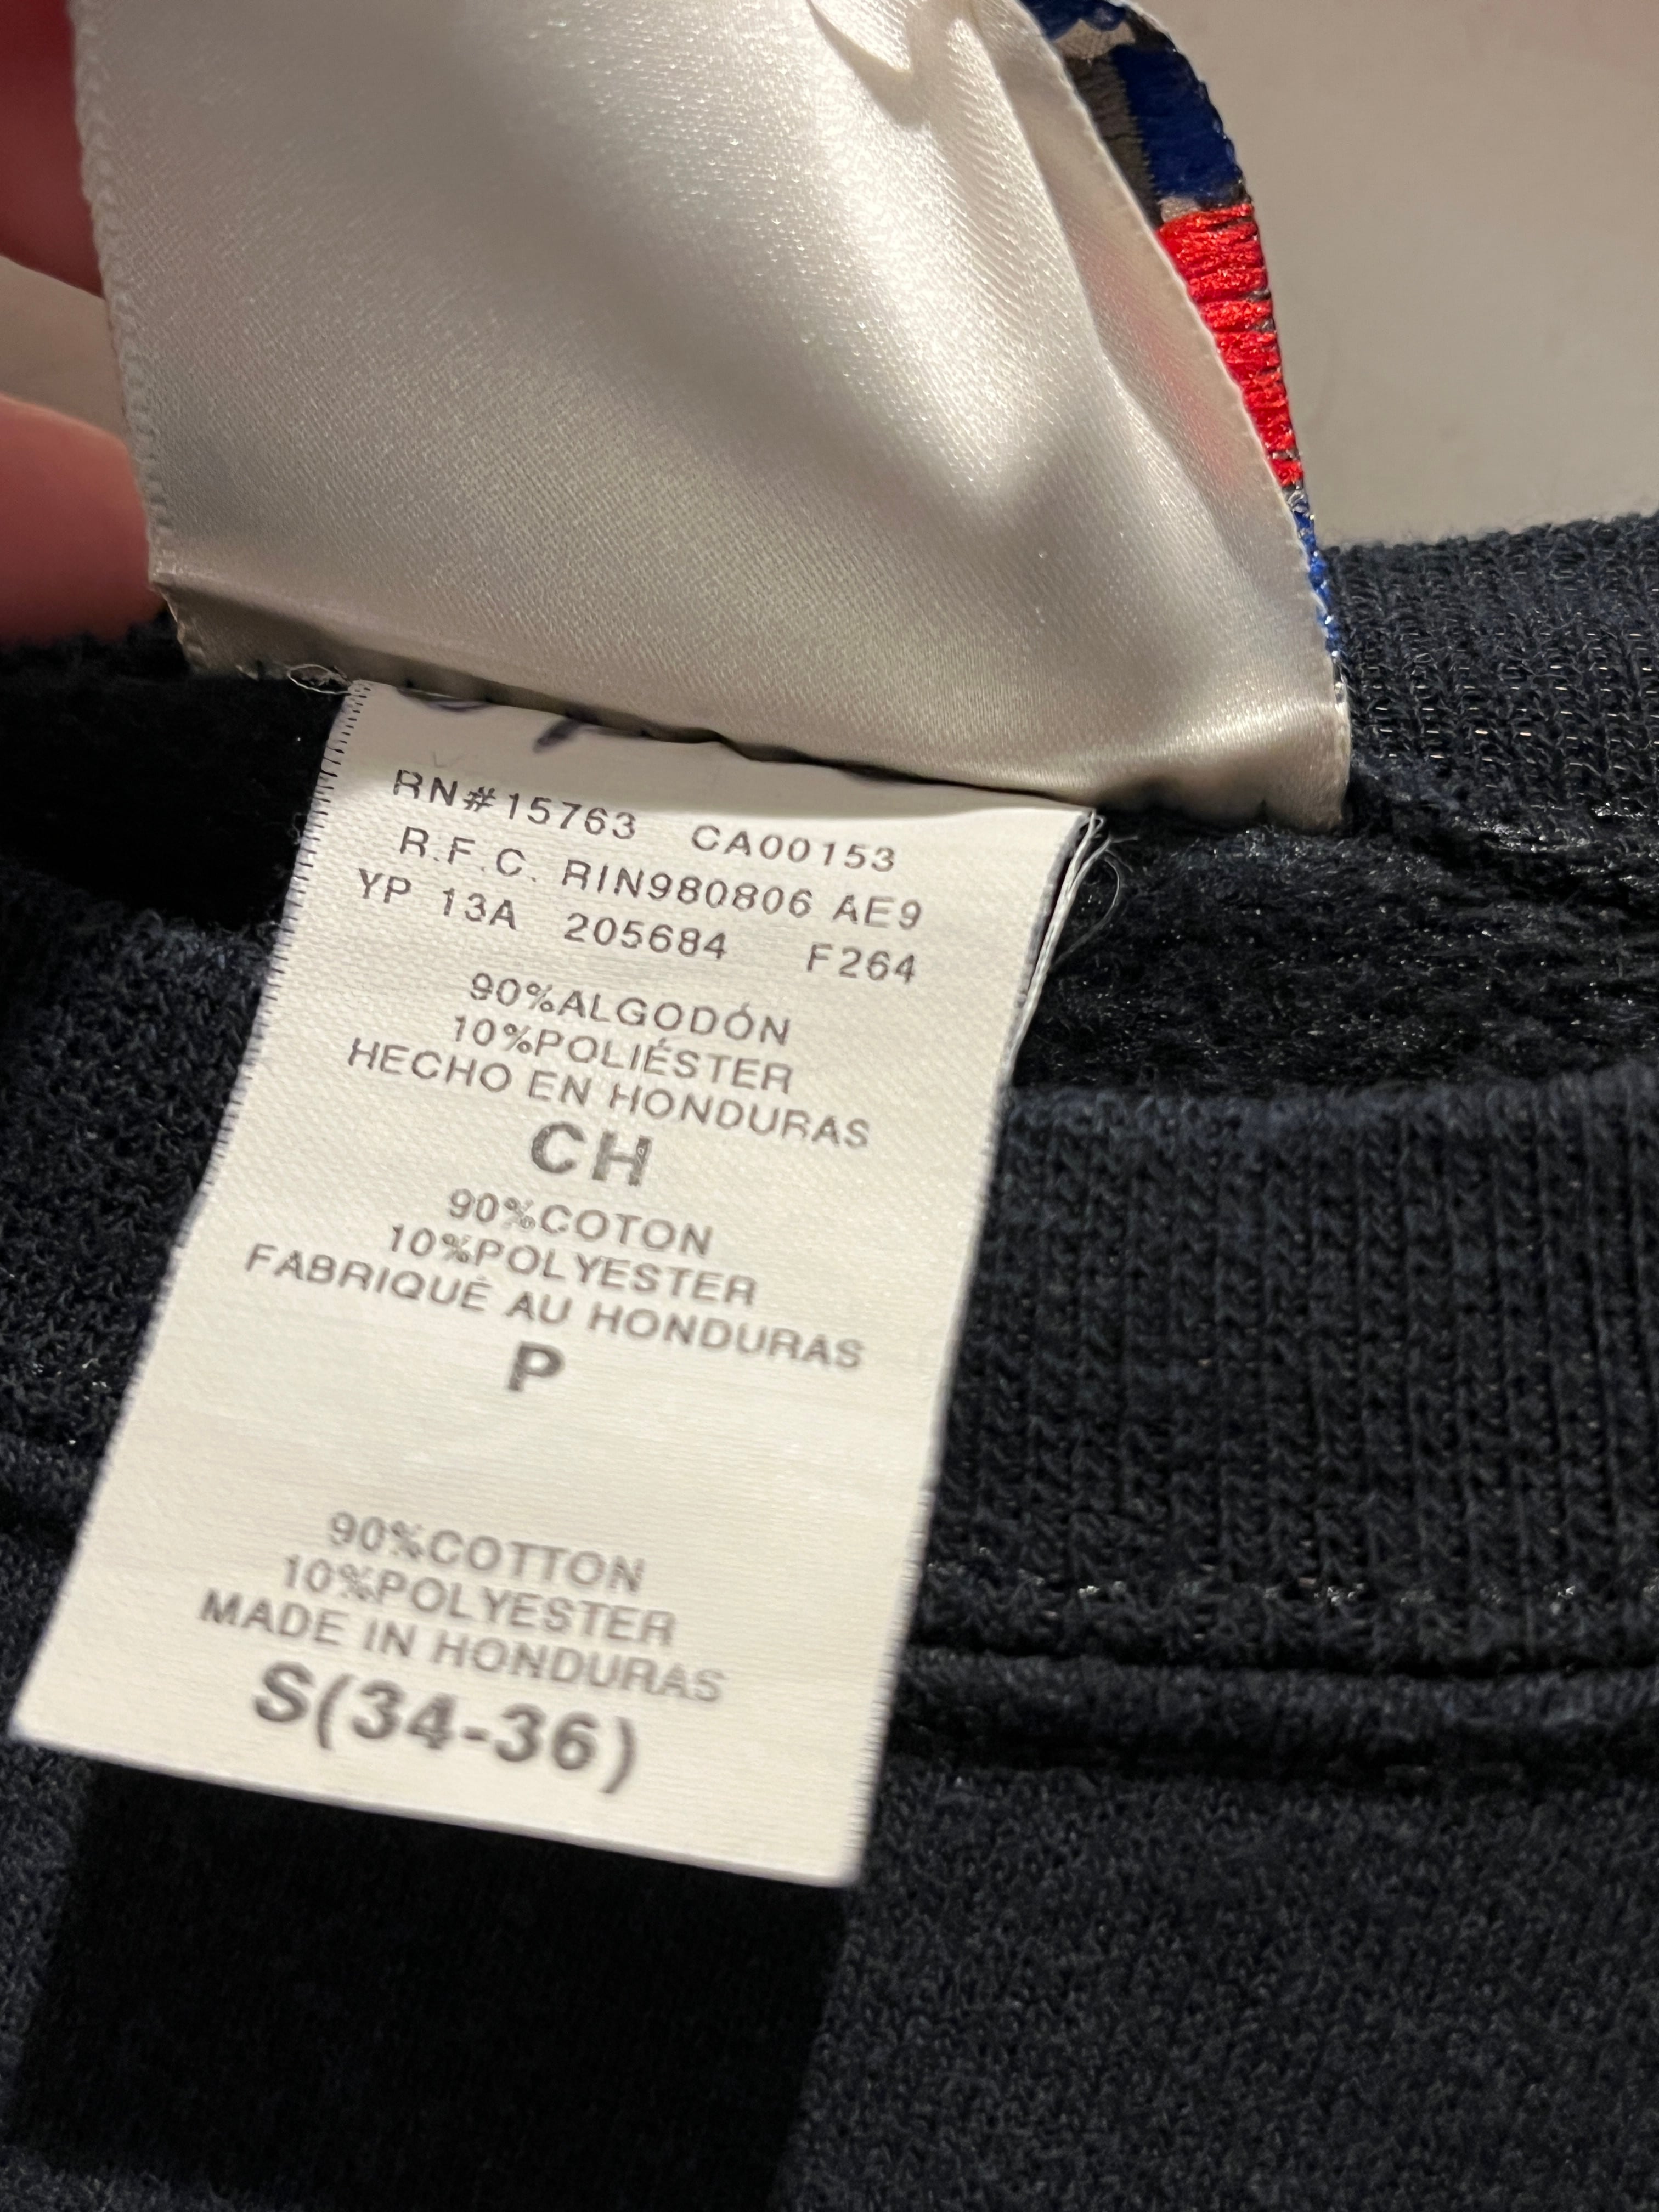 RN#15763 CA00153
R.F.C. RIN980806 AE9
YP 13A 205684 F264
90%ALGODÓN
10%POLIÉSTER
HECHO EN HONDURAS
CH
90%COTON
10%POLYESTER
FABRIQUÉ AU HONDURAS
P
90%COTTON
10%POLYESTER
MADE IN HONDURAS
S(34-36)